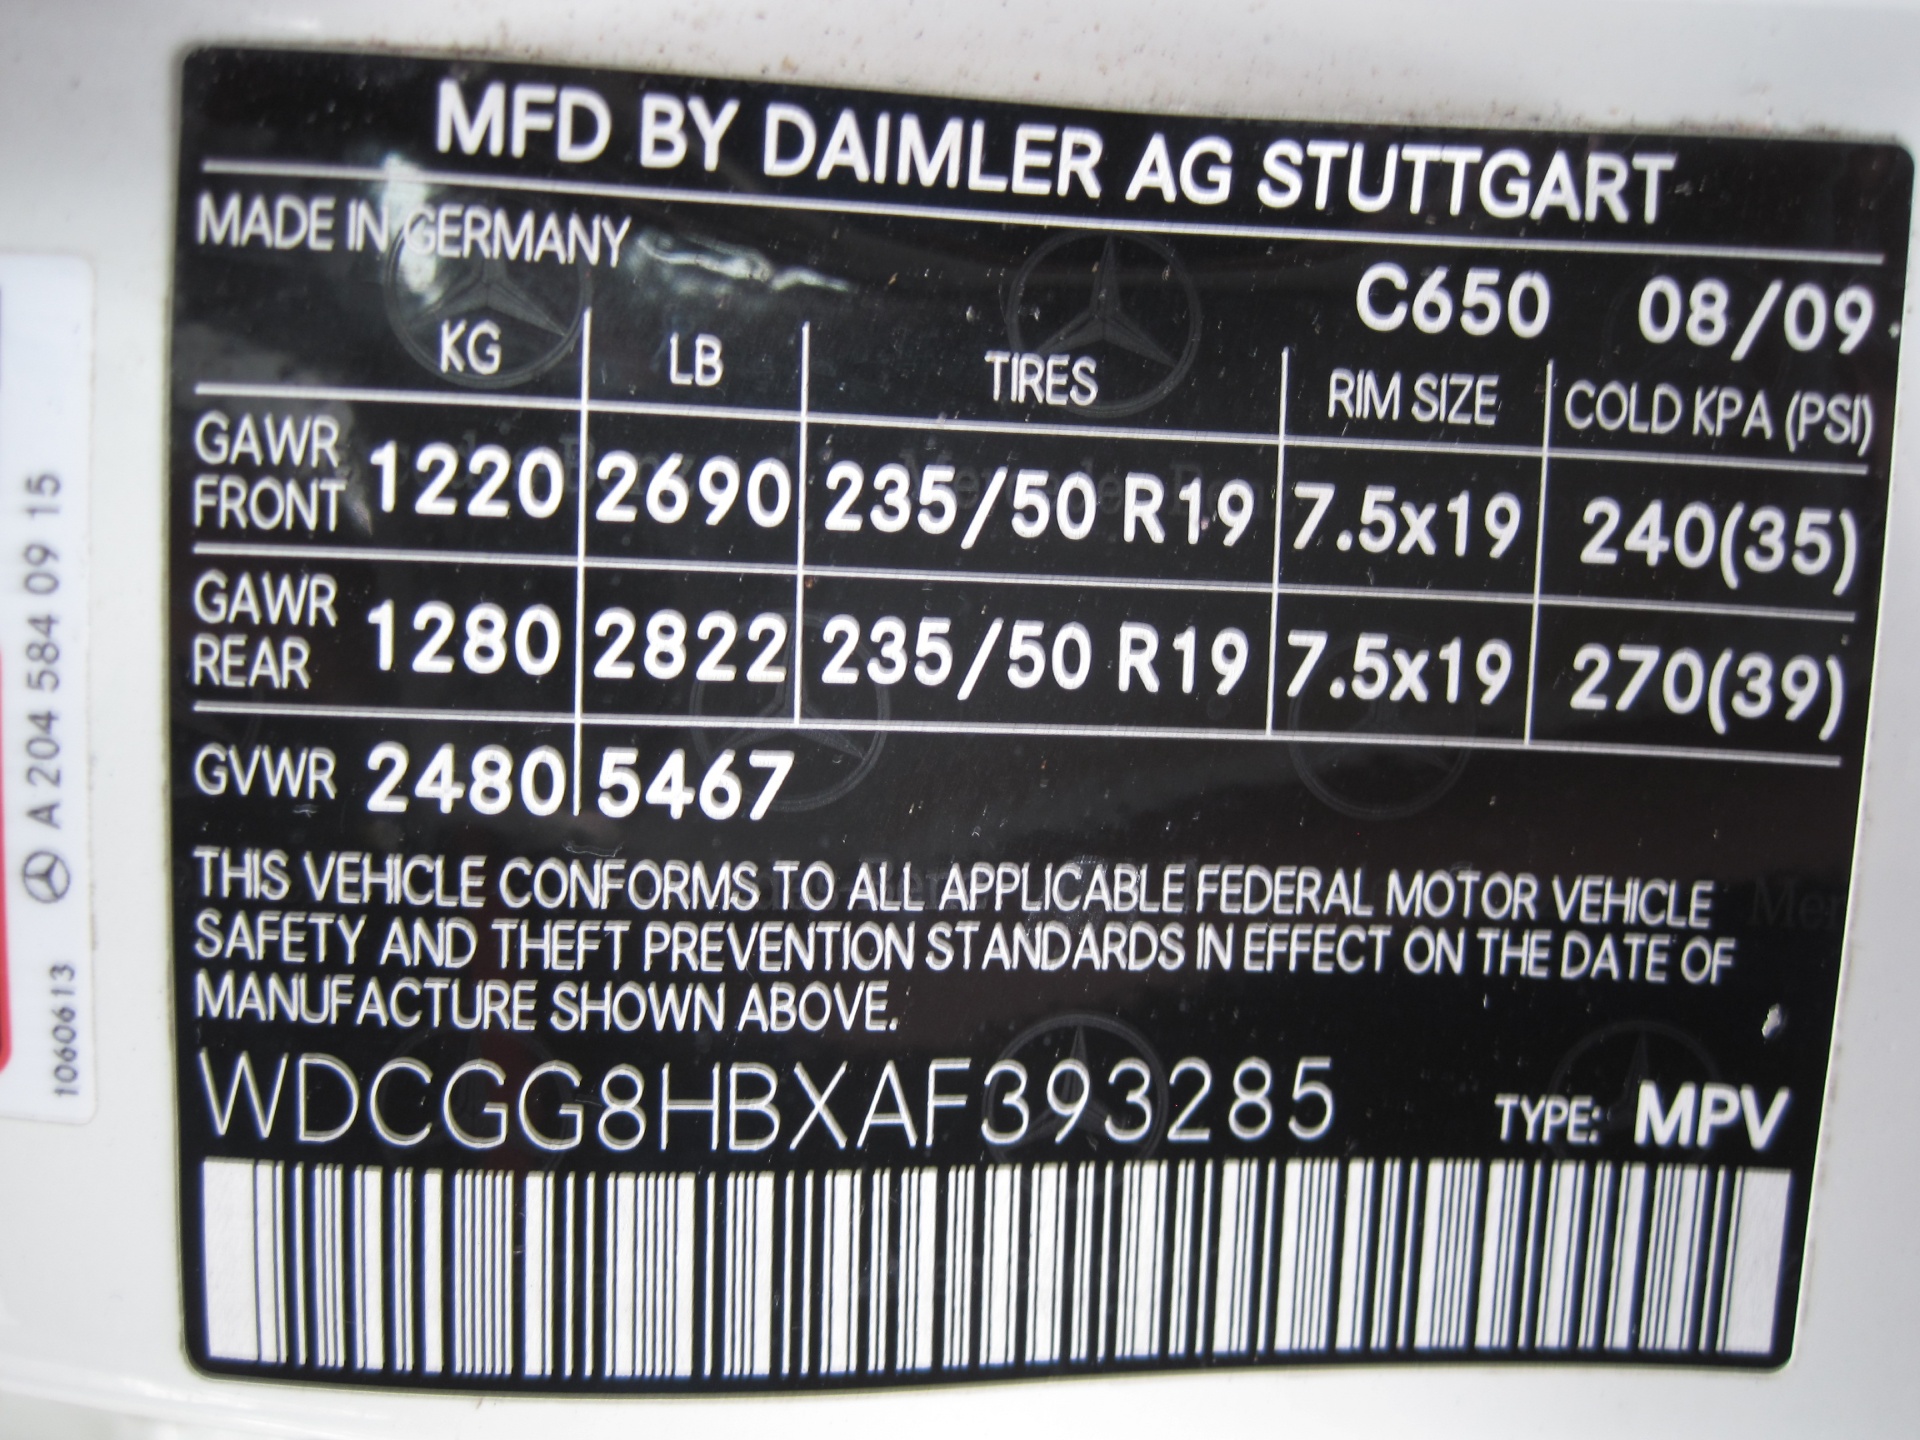 MFD BY DAIMLER AG STUTTGART
MADE IN GERMANY
C650 08/09
KG LB TIRES RIM SIZE COLD KPA (PSI)
GAWR FRONT 1220 2690 235/50 R19 7.5x19 240(35)
GAWR REAR 1280 2822 235/50 R19 7.5x19 270(39)
GVWR 2480 5467
THIS VEHICLE CONFORMS TO ALL APPLICABLE FEDERAL MOTOR VEHICLE
SAFETY AND THEFT PREVENTION STANDARDS IN EFFECT ON THE DATE OF
MANUFACTURE SHOWN ABOVE.
WDCGG8HBXAF393285 TYPE: MPV
A 204 584 09 15
1060613